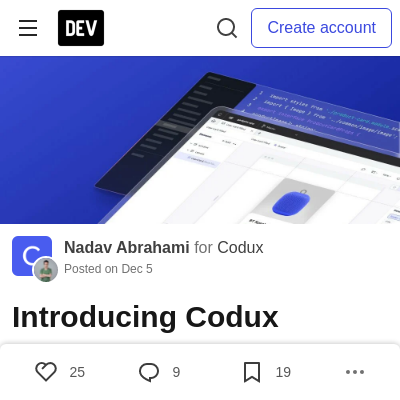 DEV
Create account
Nadav Abrahami for Codux
Posted on Dec 5
Introducing Codux
25
9
19